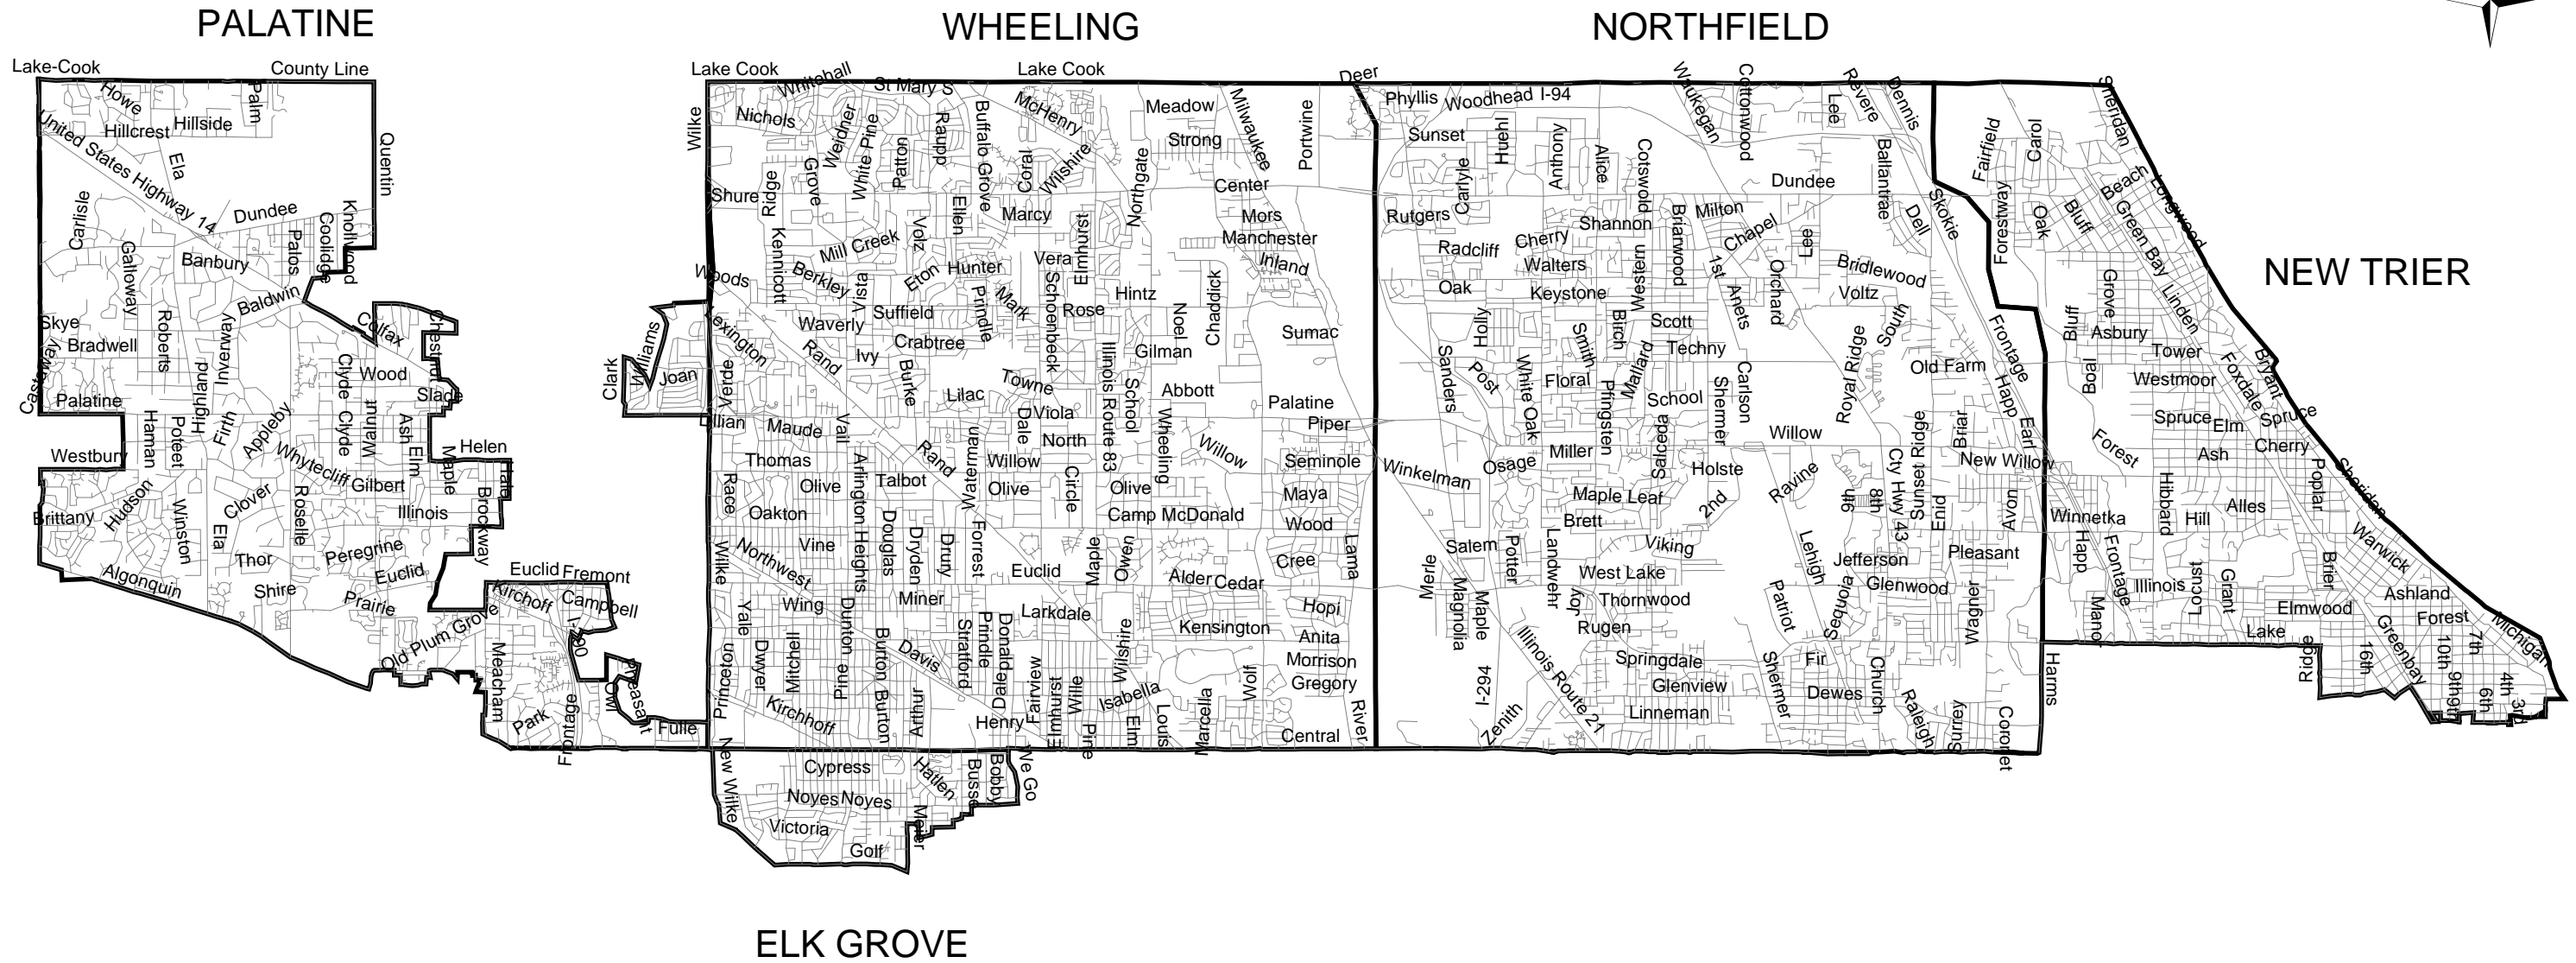 PALATINE
WHEELING
NORTHFIELD
NEW TRIER
ELK GROVE
Lake-Cook
County Line
Howe
Palm
Hillcrest
Hillside
United States Highway 14
Ela
Quentin
Carlisle
Dundee
Galloway
Banbury
Palos
Coolidge
Knollwood
Baldwin
Skye
Bradwell
Castaway
Palatine
Roberts
Highland
Inverway
Colfax
Chestnut
Clyde
Wood
Slade
Haman
Poteet
Firth
Appleby
Clyde
Walnut
Ash
Elm
Maple
Helen
Westbury
Whytecliff
Gilbert
Hudson
Clover
Roselle
Illinois
Brockway
Brittany
Winston
Ela
Thor
Peregrine
Algonquin
Shire
Euclid
Prairie
Old Plum Grove
Euclid
Fremont
Kirchoff
Campbell
Meacham
Park
Frontage
Owl
Pheasant
Fulle
Clark
Williams
Joan
Lake Cook
Whitehall
St Mary S
Lake Cook
Deer
Wilke
Nichols
Weidner
White Pine
Patton
Raupp
Buffalo Grove
McHenry
Meadow
Strong
Milwaukee
Portwine
Shure
Ridge
Grove
Ellen
Coral
Wilshire
Northgate
Center
Marcy
Mors
Manchester
Inland
Kennicott
Mill Creek
Volz
Elmhurst
Vera
Woods
Berkley
Vista
Eton
Hunter
Prindle
Mark
Schoenbeck
Rose
Hintz
Noel
Chaddick
Lexington
Waverly
Suffield
Crabtree
Sumac
Rand
Ivy
Burke
Gilman
Verde
Lilac
Towne
Illinois Route 83
School
Abbott
Palatine
Lillian
Maude
Vail
Dale
Viola
Wheeling
Piper
North
Thomas
Rand
Waterman
Willow
Willow
Seminole
Race
Olive
Arlington Heights
Talbot
Olive
Circle
Olive
Maya
Oakton
Camp McDonald
Wood
Wilke
Northwest
Vine
Douglas
Dryden
Drury
Forrest
Euclid
Maple
Owen
Cree
Lama
Alder
Cedar
Yale
Wing
Dunton
Miner
Larkdale
Hopi
Kensington
Anita
Princeton
Dwyer
Mitchell
Pine
Burton
Burton
Davis
Stratford
Prindle
Donald
Dale
Fairview
Wilshire
Morrison
Gregory
Wolf
Kirchhoff
Arthur
Henry
Elmhurst
Wille
Pine
Isabella
Elm
Louis
Marcella
Central
River
New Wilke
Cypress
Hatlen
Busse
Bobby
We Go
Noyes
Noyes
Victoria
Meier
Golf
Phyllis
Woodhead
I-94
Waukegan
Cottonwood
Lee
Revere
Dennis
Sunset
Huehl
Anthony
Alice
Cotswold
Ballantrae
Carlyle
Dundee
Rutgers
Shannon
Briarwood
Milton
Chapel
Lee
Dell
Skokie
Radcliff
Cherry
Walters
Western
1st
Orchard
Bridlewood
Oak
Keystone
Anets
Voltz
Holly
Smith
Birch
Scott
South
Techny
Sanders
Post
White Oak
Floral
Pfingsten
Mallard
School
Shermer
Carlson
Royal Ridge
Old Farm
Frontage
Happ
Miller
Salceda
Willow
Briar
Earl
Winkelman
Osage
Holste
Ravine
Cty Hwy 43
Sunset Ridge
New Willow
Maple Leaf
2nd
9th
8th
Enid
Avon
Brett
Merle
Salem
Potter
Landwehr
Viking
Lehigh
Jefferson
Pleasant
West Lake
Glenwood
Magnolia
Maple
Joy
Thornwood
Patriot
Sequoia
Wagner
Rugen
Illinois Route 21
I-294
Springdale
Shermer
Fir
Glenview
Dewes
Church
Linneman
Zenith
Raleigh
Surrey
Coronet
Harms
Sheridan
Fairfield
Carol
Forestway
Oak
Bluff
Beach
Longwood
Green Bay
Bluff
Grove
Linden
Asbury
Boal
Tower
Westmoor
Foxdale
Bryant
Spruce
Elm
Spruce
Forest
Ash
Cherry
Hibbard
Alles
Poplar
Sheridan
Winnetka
Hill
Happ
Frontage
Warwick
Illinois
Locust
Grant
Brier
Ashland
Manor
Elmwood
Forest
Lake
Ridge
16th
Greenbay
10th
7th
Michigan
9th
9th
6th
4th
3rd